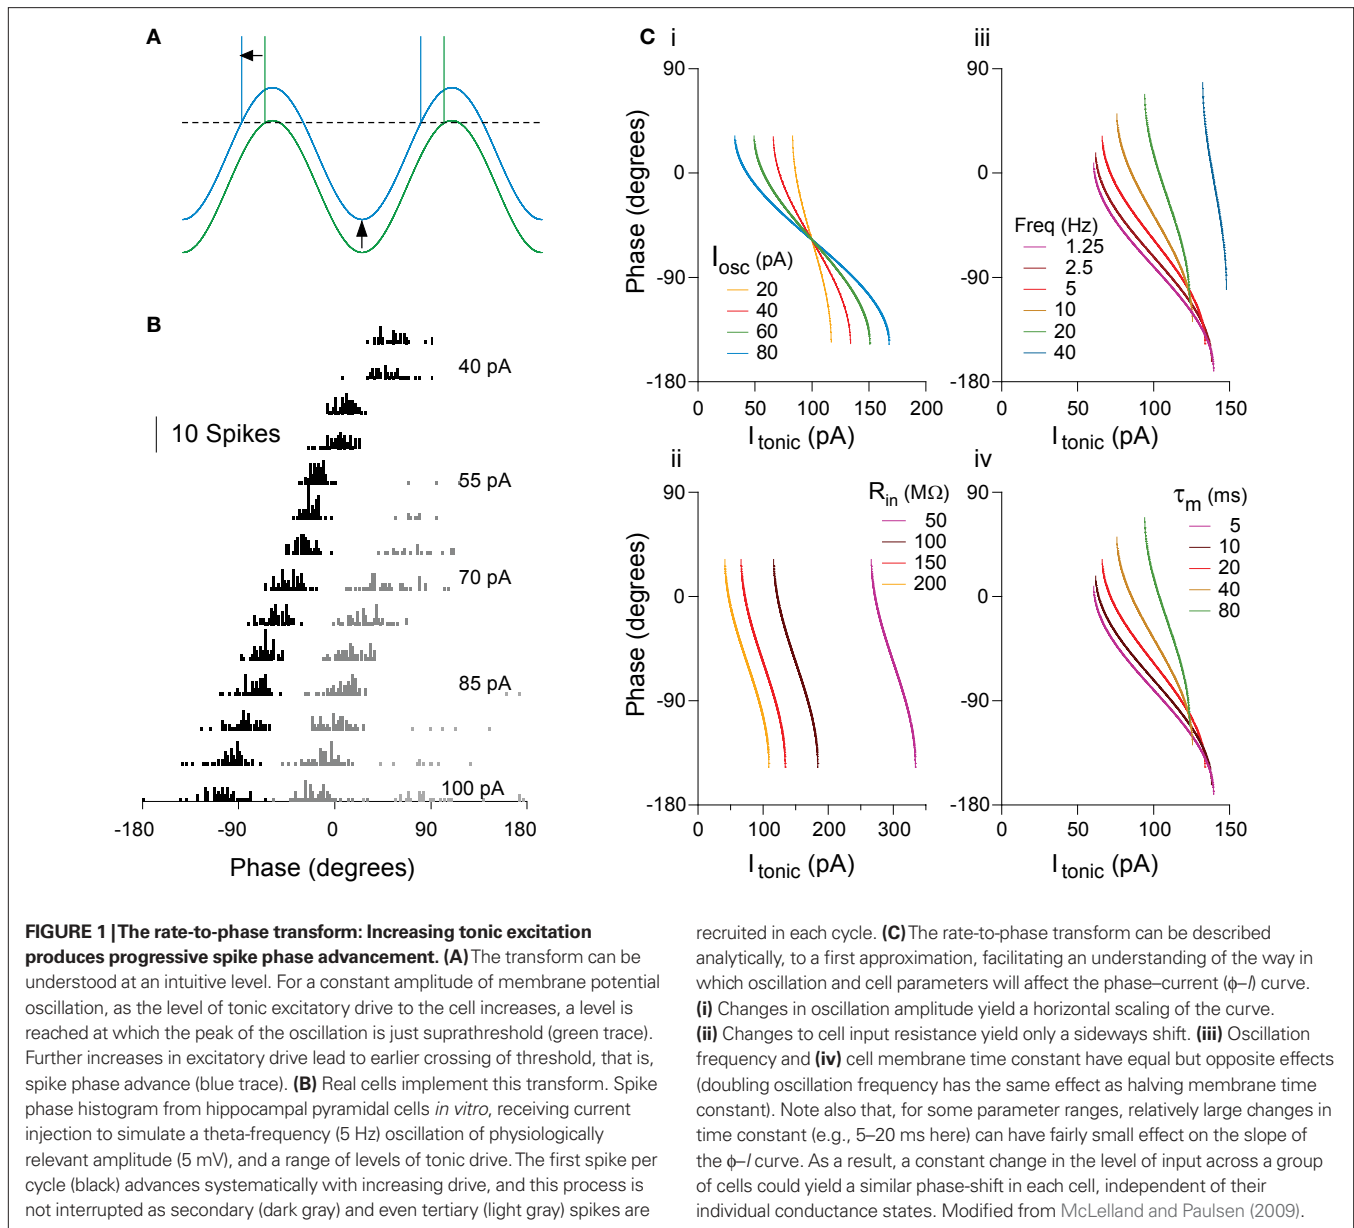 A
B
40 pA
10 Spikes
55 pA
70 pA
85 pA
100 pA
-180
-90
0
90
180
Phase (degrees)
C
i
90
0
-90
-180
Phase (degrees)
I osc (pA)
20
40
60
80
0
50
100
150
200
I tonic (pA)
iii
90
0
-90
-180
Freq (Hz)
1.25
2.5
5
10
20
40
0
50
100
150
I tonic (pA)
ii
90
0
-90
-180
Phase (degrees)
R in (MΩ)
50
100
150
200
0
100
200
300
I tonic (pA)
iv
90
0
-90
-180
τ m (ms)
5
10
20
40
80
0
50
100
150
I tonic (pA)
FIGURE 1 | The rate-to-phase transform: Increasing tonic excitation
produces progressive spike phase advancement. (A) The transform can be
understood at an intuitive level. For a constant amplitude of membrane potential
oscillation, as the level of tonic excitatory drive to the cell increases, a level is
reached at which the peak of the oscillation is just suprathreshold (green trace).
Further increases in excitatory drive lead to earlier crossing of threshold, that is,
spike phase advance (blue trace). (B) Real cells implement this transform. Spike
phase histogram from hippocampal pyramidal cells in vitro, receiving current
injection to simulate a theta-frequency (5 Hz) oscillation of physiologically
relevant amplitude (5 mV), and a range of levels of tonic drive. The first spike per
cycle (black) advances systematically with increasing drive, and this process is
not interrupted as secondary (dark gray) and even tertiary (light gray) spikes are
recruited in each cycle. (C) The rate-to-phase transform can be described
analytically, to a first approximation, facilitating an understanding of the way in
which oscillation and cell parameters will affect the phase–current (ϕ–I) curve.
(i) Changes in oscillation amplitude yield a horizontal scaling of the curve.
(ii) Changes to cell input resistance yield only a sideways shift. (iii) Oscillation
frequency and (iv) cell membrane time constant have equal but opposite effects
(doubling oscillation frequency has the same effect as halving membrane time
constant). Note also that, for some parameter ranges, relatively large changes in
time constant (e.g., 5–20 ms here) can have fairly small effect on the slope of
the ϕ–I curve. As a result, a constant change in the level of input across a group
of cells could yield a similar phase-shift in each cell, independent of their
individual conductance states. Modified from McLelland and Paulsen (2009).